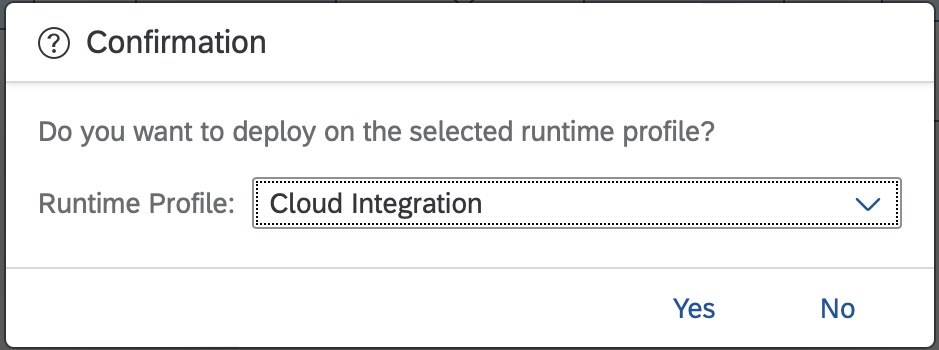 Confirmation
Do you want to deploy on the selected runtime profile?
Runtime Profile: Cloud Integration
Yes No